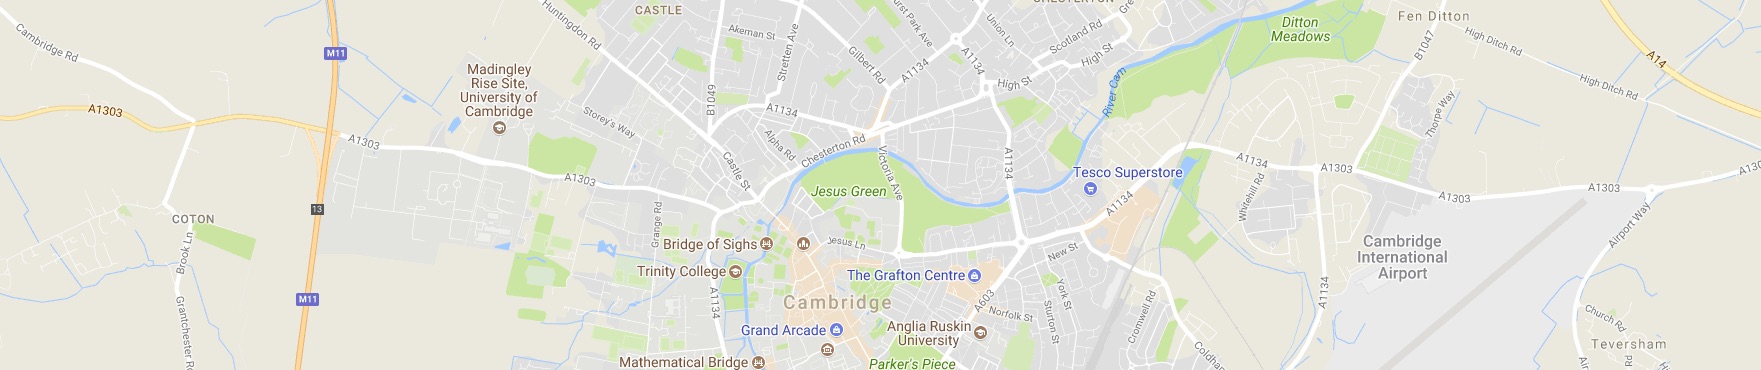 CASTLE
CHESTERTON
Cambridge Rd
M11
Huntingdon Rd
Akeman St
Stretten Ave
Gilbert Rd
A1134
A1134
Union Ln
Scotland Rd
High St
High St
Ditton
Meadows
Fen Ditton
B1047
High Ditch Rd
High Ditch Rd
A14
Madingley
Rise Site,
University of
Cambridge
B1049
A1134
River Cam
Thorpe Way
A1303
Storey's Way
A1303
Alpha Rd
Chesterton Rd
Victoria Ave
A1134
Castle St
A1303
Jesus Green
Tesco Superstore
A1134
A1134
A1303
A1303
A1303
Whitehill Rd
Airport Way
13
COTON
Brook Ln
Grange Rd
Bridge of Sighs
Jesus Ln
New St
Cambridge
International
Airport
Trinity College
The Grafton Centre
A1134
Cambridge
A603
York St
Sturton St
Cromwell Rd
A1134
M11
Grantchester Rd
Grand Arcade
Anglia Ruskin
University
Norfolk St
Church Rd
Teversham
Mathematical Bridge
Parker's Piece
Coldham